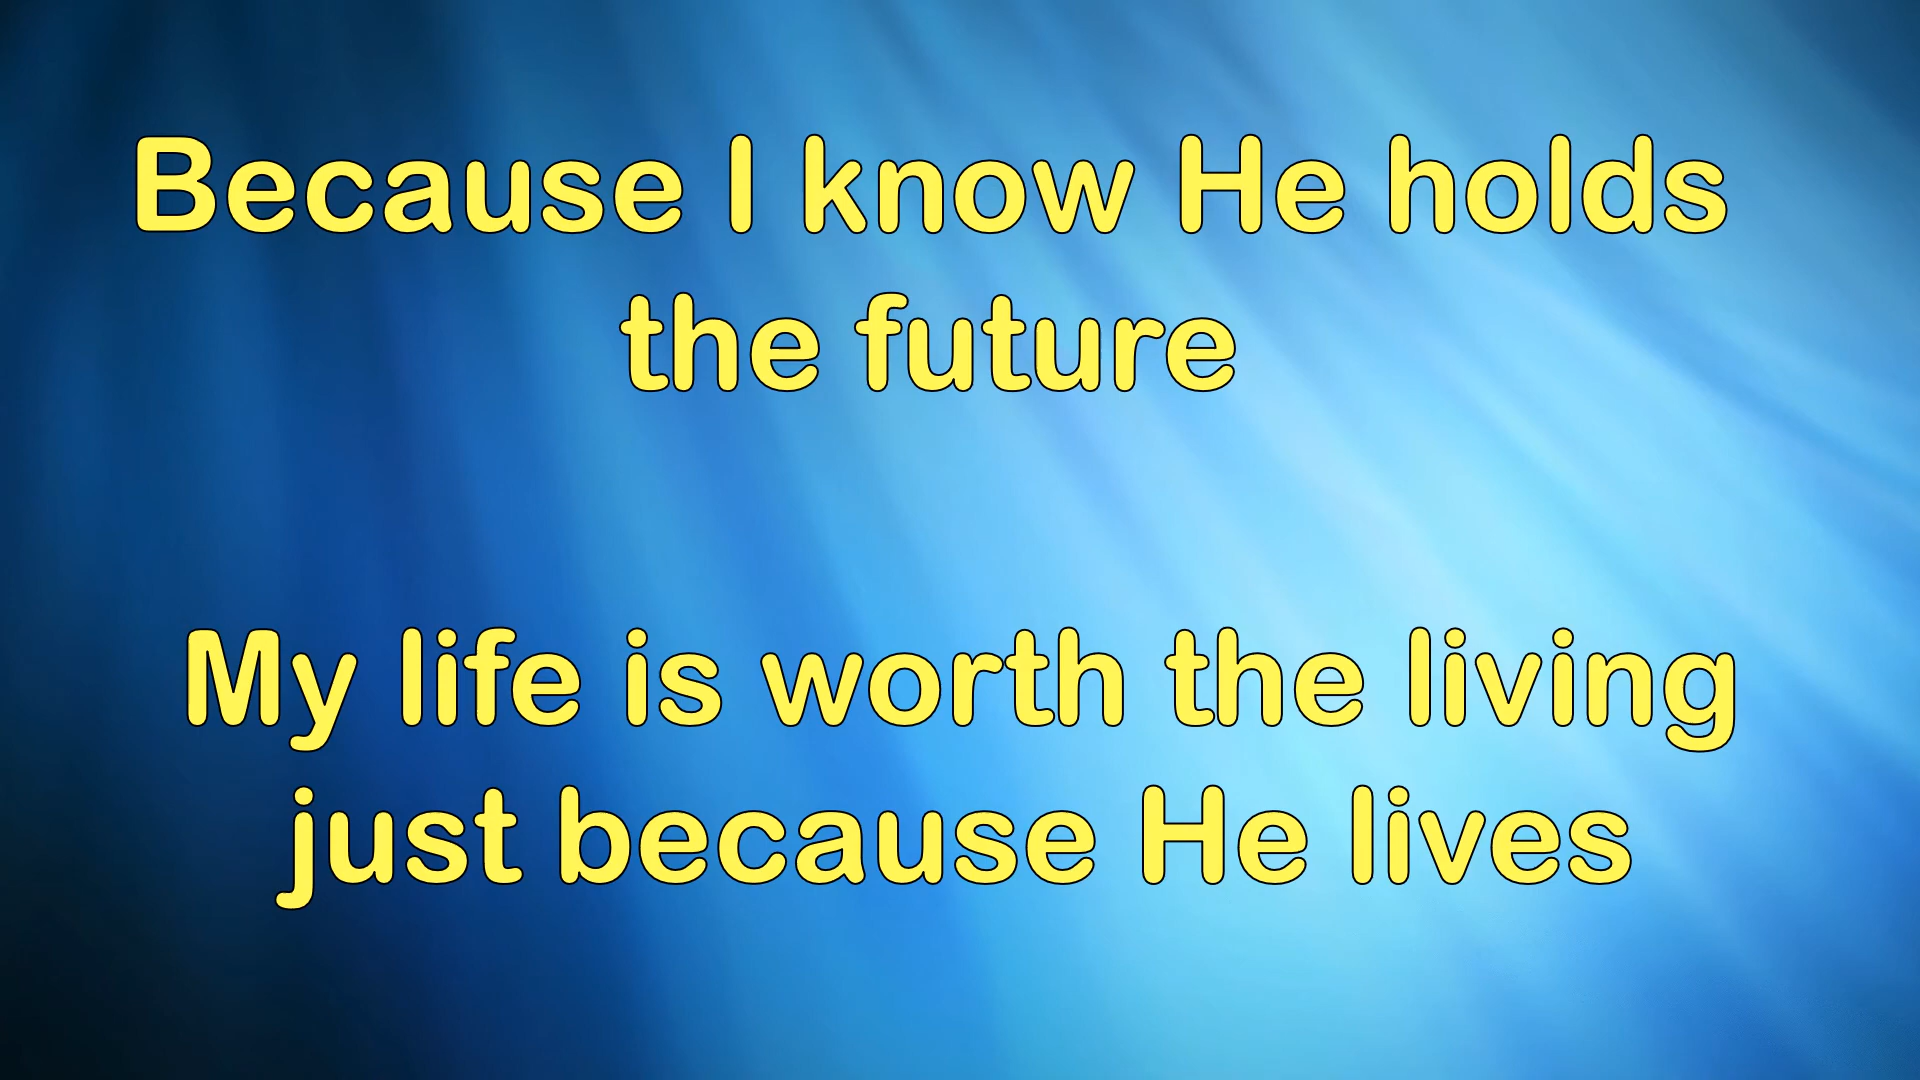 Because I know He holds
the future
My life is worth the living
just because He lives